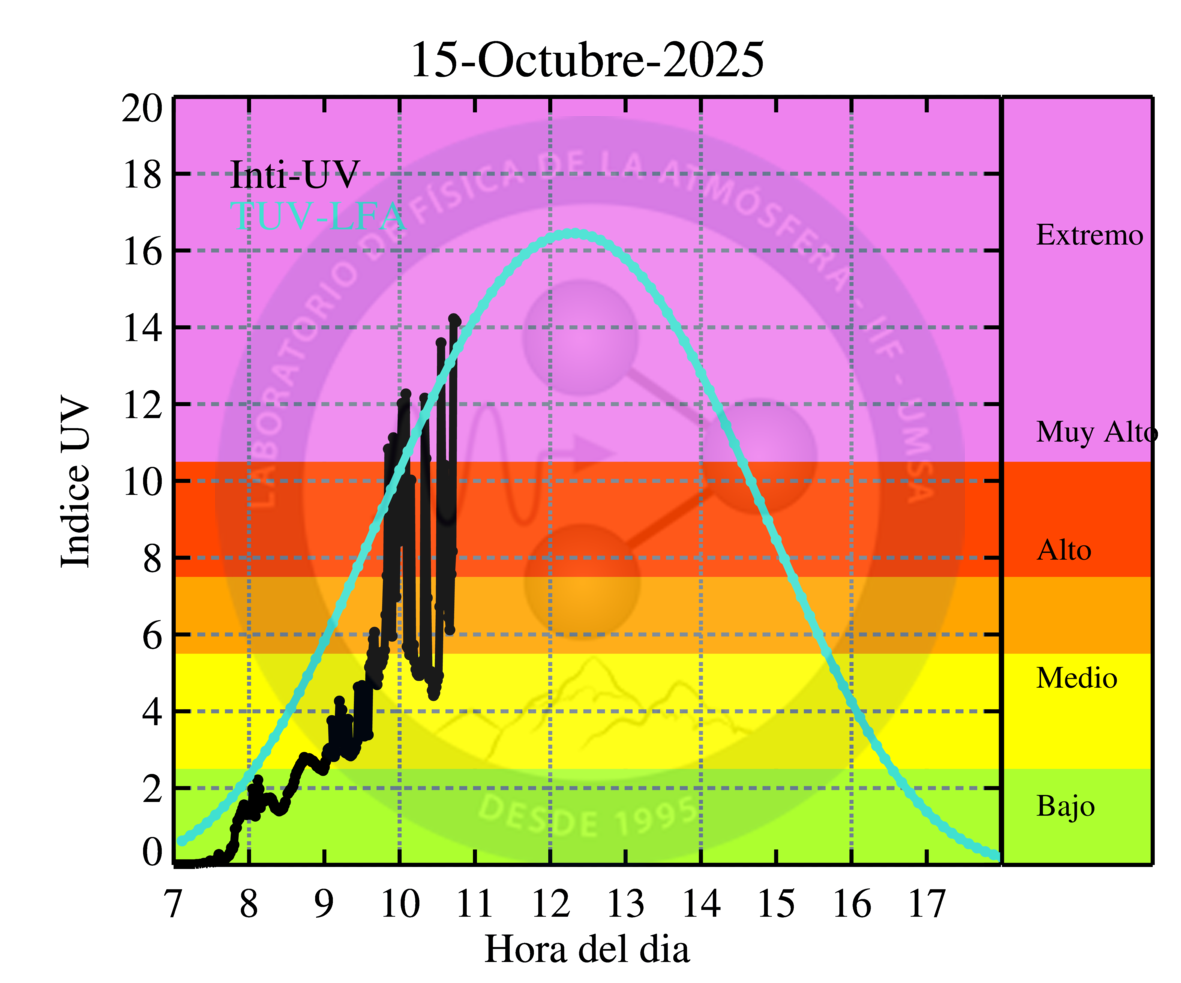 15-Octubre-2025
20
18
16
14
12
10
8
6
4
2
0
Indice UV
Inti-UV
TUV-LFA
LABORATORIO DE FÍSICA DE LA ATMÓSFERA - IIF - UMSA
DESDE 1995
Extremo
Muy Alto
Alto
Medio
Bajo
7 8 9 10 11 12 13 14 15 16 17
Hora del dia